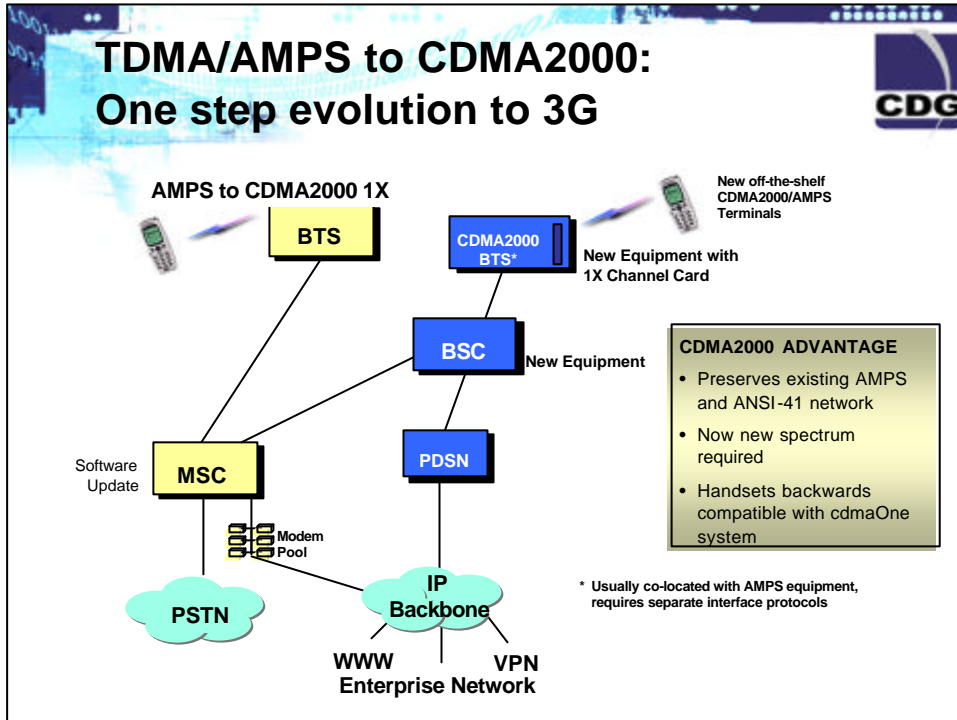 TDMA/AMPS to CDMA2000:
One step evolution to 3G
CDG
AMPS to CDMA2000 1X
BTS
CDMA2000
BTS*
New off-the-shelf
CDMA2000/AMPS
Terminals
New Equipment with
1X Channel Card
BSC
New Equipment
CDMA2000 ADVANTAGE
• Preserves existing AMPS
and ANSI-41 network
• Now new spectrum
required
• Handsets backwards
compatible with cdmaOne
system
Software
Update
MSC
PDSN
Modem
Pool
PSTN
IP
Backbone
* Usually co-located with AMPS equipment,
requires separate interface protocols
WWW
VPN
Enterprise Network